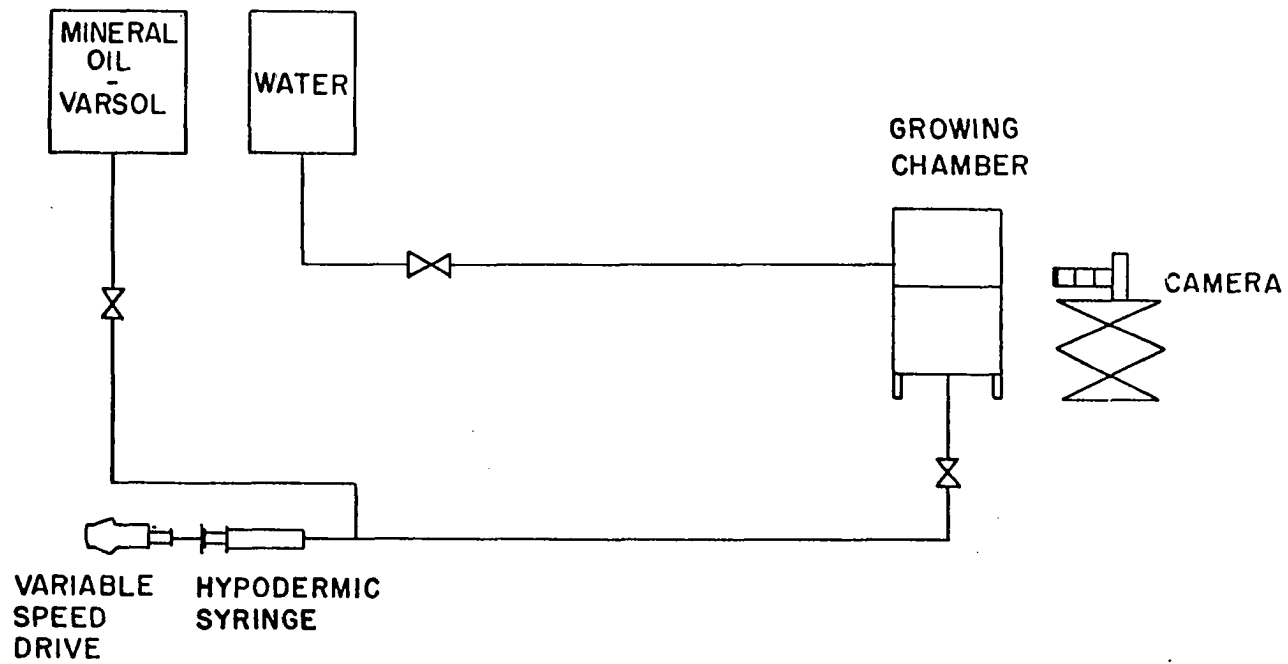 MINERAL
OIL
-
VARSOL
WATER
GROWING
CHAMBER
CAMERA
VARIABLE
SPEED
DRIVE
HYPODERMIC
SYRINGE